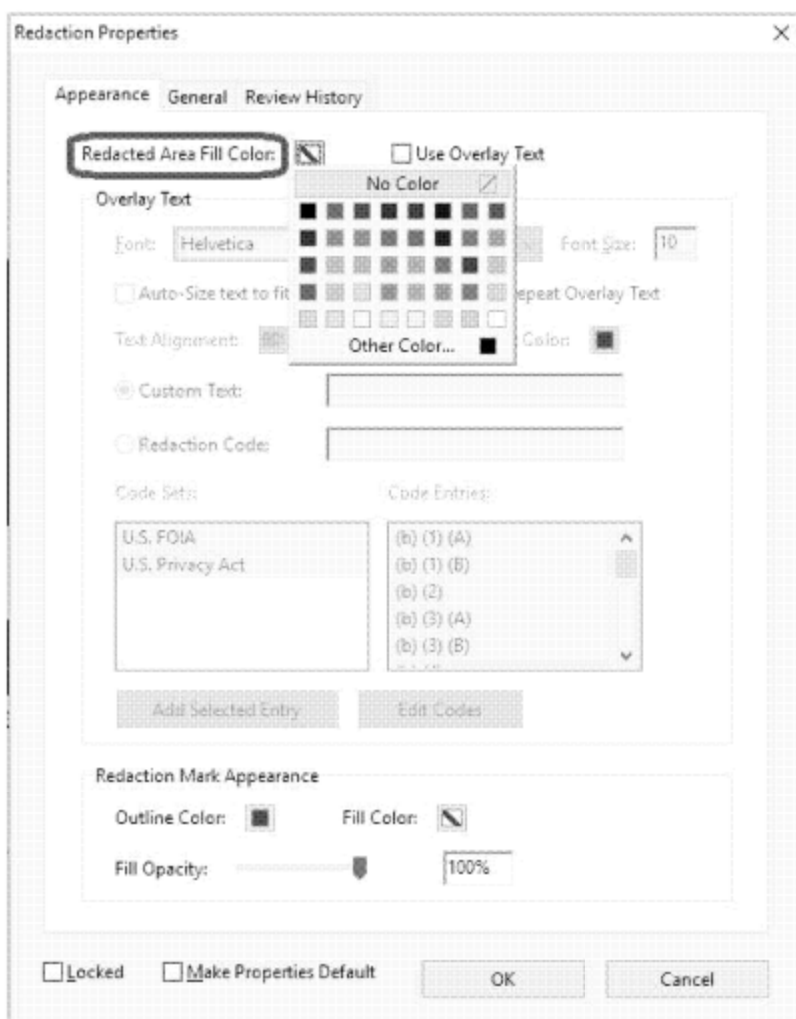 Redaction Properties
Appearance General Review History
Redacted Area Fill Color: Use Overlay Text
No Color
Overlay Text
Font: Helvetica Font Size: 10
Auto-Size text to fit epeat Overlay Text
Text Alignment: Color:
Other Color...
Custom Text:
Redaction Code:
Code Sets: Code Entries:
U.S. FOIA (b) (1) (A)
U.S. Privacy Act (b) (1) (B)
(b) (2)
(b) (3) (A)
(b) (3) (B)
Add Selected Entry Edit Codes
Redaction Mark Appearance
Outline Color: Fill Color:
Fill Opacity: 100%
Locked Make Properties Default OK Cancel